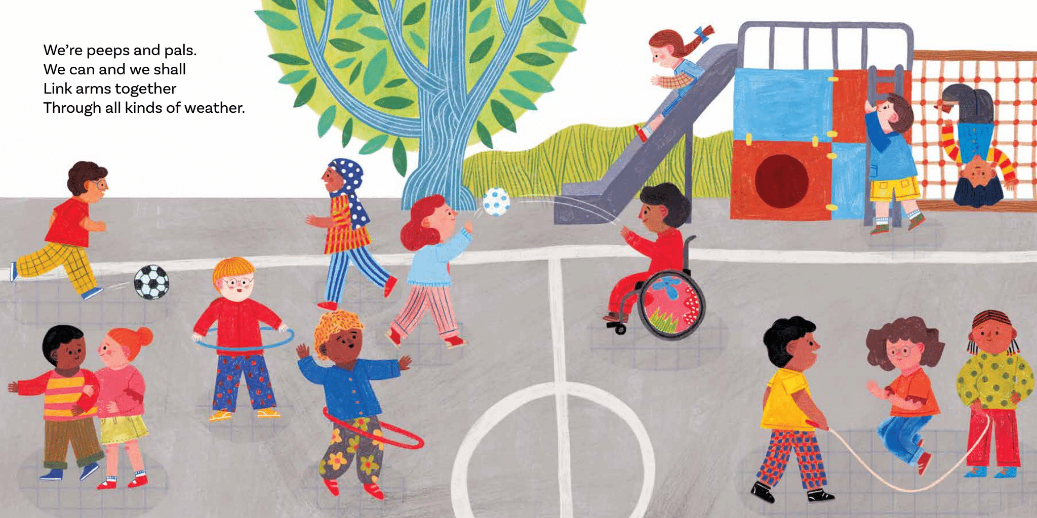 We're peeps and pals.
We can and we shall
Link arms together
Through all kinds of weather.